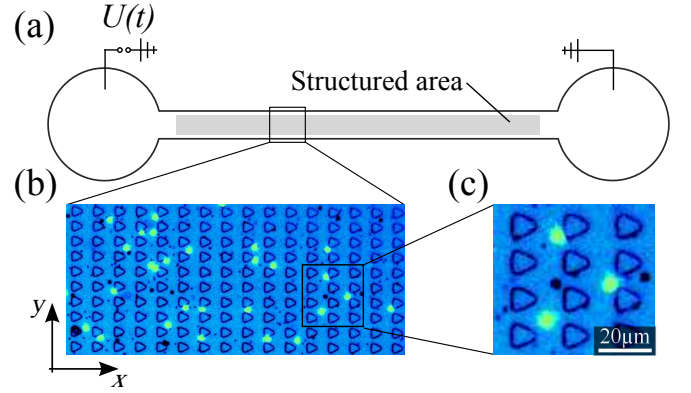 (a)
U(t)
Structured area
(b)
(c)
y
x
20μm